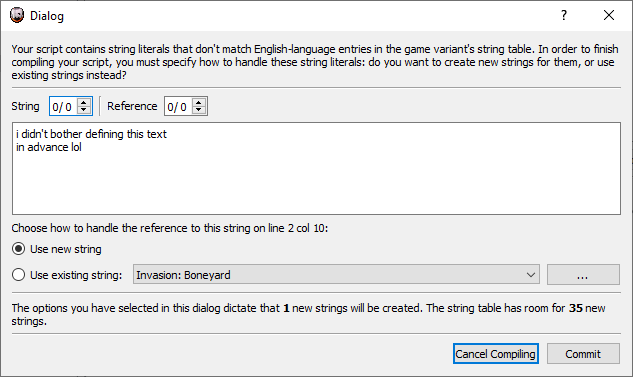 Dialog
?
Your script contains string literals that don't match English-language entries in the game variant's string table. In order to finish
compiling your script, you must specify how to handle these string literals: do you want to create new strings for them, or use
existing strings instead?
String 0/ 0 Reference 0/ 0
i didn't bother defining this text
in advance lol
Choose how to handle the reference to this string on line 2 col 10:
Use new string
Use existing string: Invasion: Boneyard ...
The options you have selected in this dialog dictate that 1 new strings will be created. The string table has room for 35 new
strings.
Cancel Compiling Commit